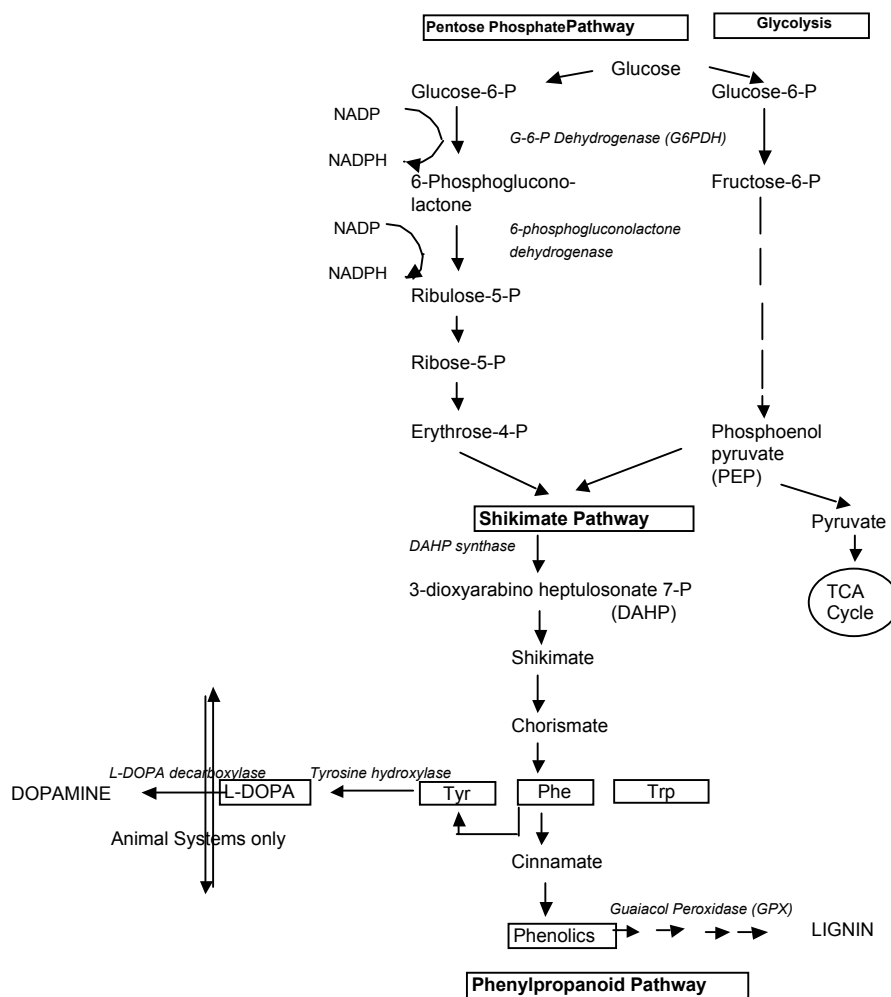 Pentose Phosphate Pathway
Glycolysis
Glucose
Glucose-6-P
Glucose-6-P
NADP
G-6-P Dehydrogenase (G6PDH)
NADPH
6-Phosphoglucono-
lactone
Fructose-6-P
NADP
6-phosphogluconolactone
dehydrogenase
NADPH
Ribulose-5-P
Ribose-5-P
Erythrose-4-P
Phosphoenol
pyruvate
(PEP)
Shikimate Pathway
Pyruvate
DAHP synthase
3-dioxyarabino heptulosonate 7-P
(DAHP)
TCA
Cycle
Shikimate
Chorismate
L-DOPA decarboxylase
Tyrosine hydroxylase
DOPAMINE
L-DOPA
Tyr
Phe
Trp
Animal Systems only
Cinnamate
Guaiacol Peroxidase (GPX)
Phenolics
LIGNIN
Phenylpropanoid Pathway